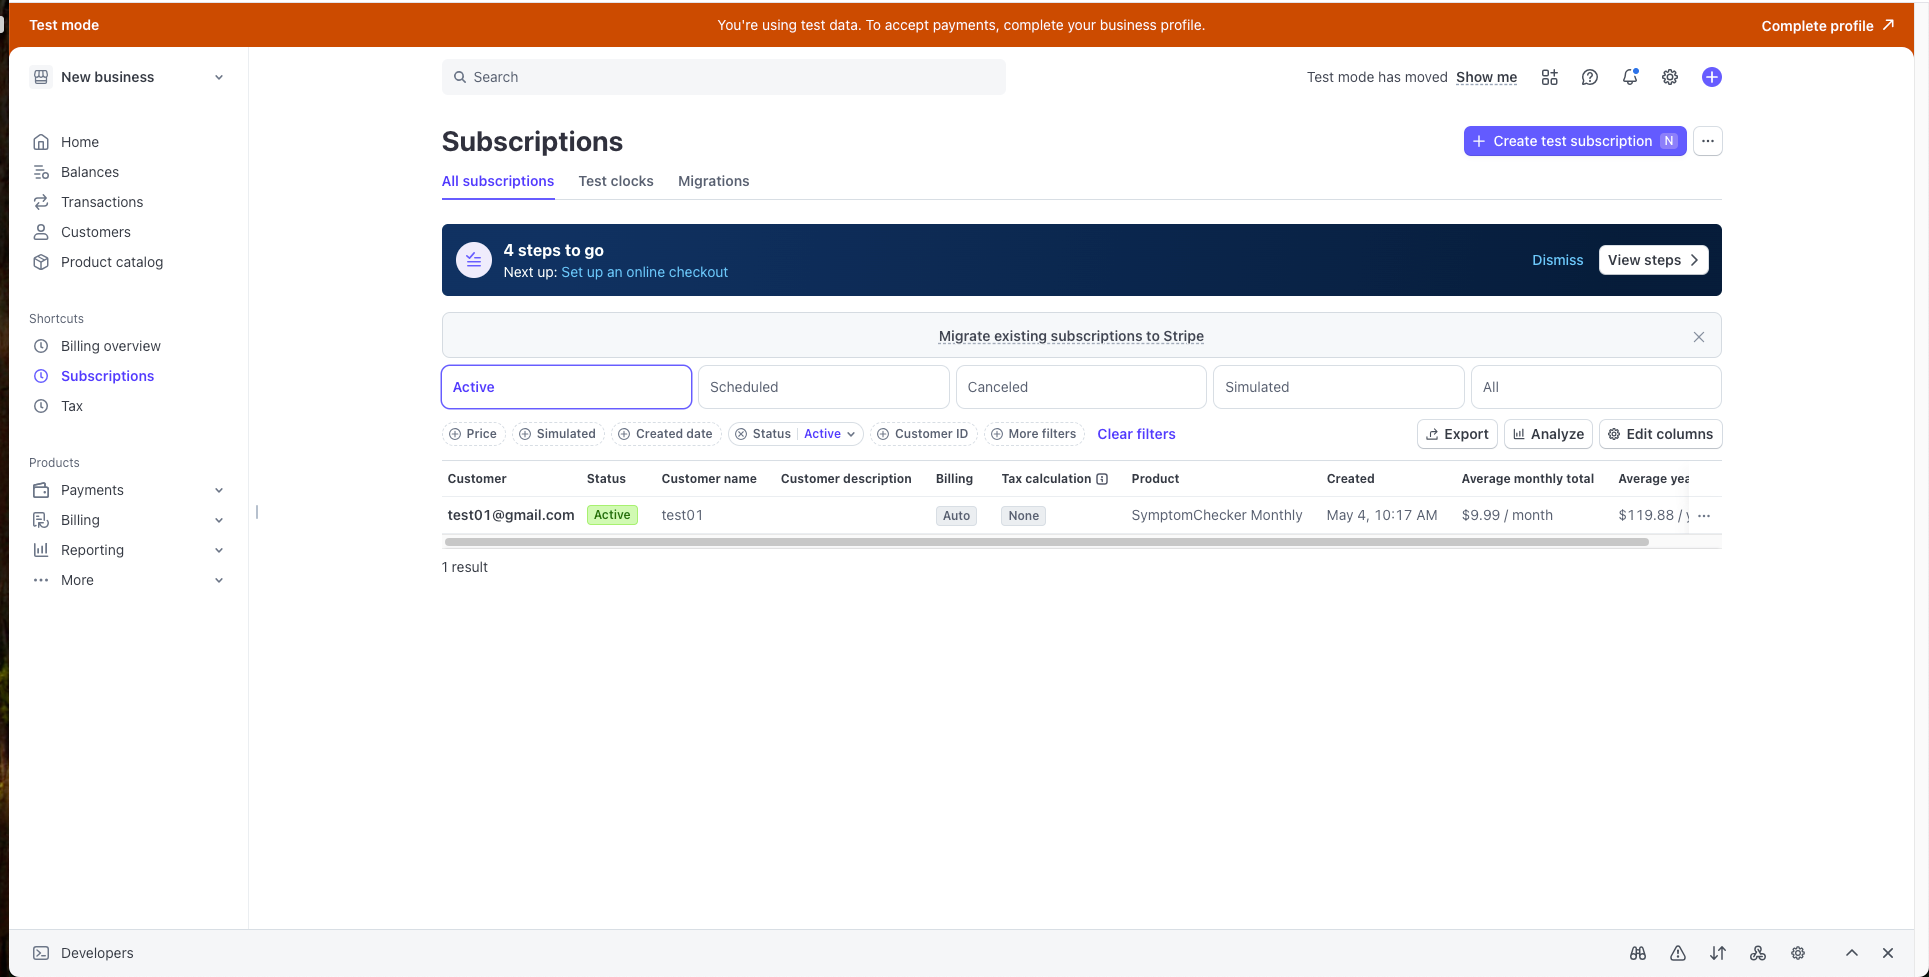 Test mode
You're using test data. To accept payments, complete your business profile.
Complete profile
New business
Search
Test mode has moved Show me
Home
Balances
Transactions
Customers
Product catalog
Shortcuts
Billing overview
Subscriptions
Tax
Products
Payments
Billing
Reporting
More
Subscriptions
Create test subscription N
All subscriptions Test clocks Migrations
4 steps to go
Next up: Set up an online checkout
Dismiss
View steps
Migrate existing subscriptions to Stripe
Active Scheduled Canceled Simulated All
Price Simulated Created date Status Active Customer ID More filters Clear filters
Export Analyze Edit columns
Customer Status Customer name Customer description Billing Tax calculation Product Created Average monthly total Average yea
test01@gmail.com Active test01 Auto None SymptomChecker Monthly May 4, 10:17 AM $9.99 / month $119.88 / y
1 result
Developers